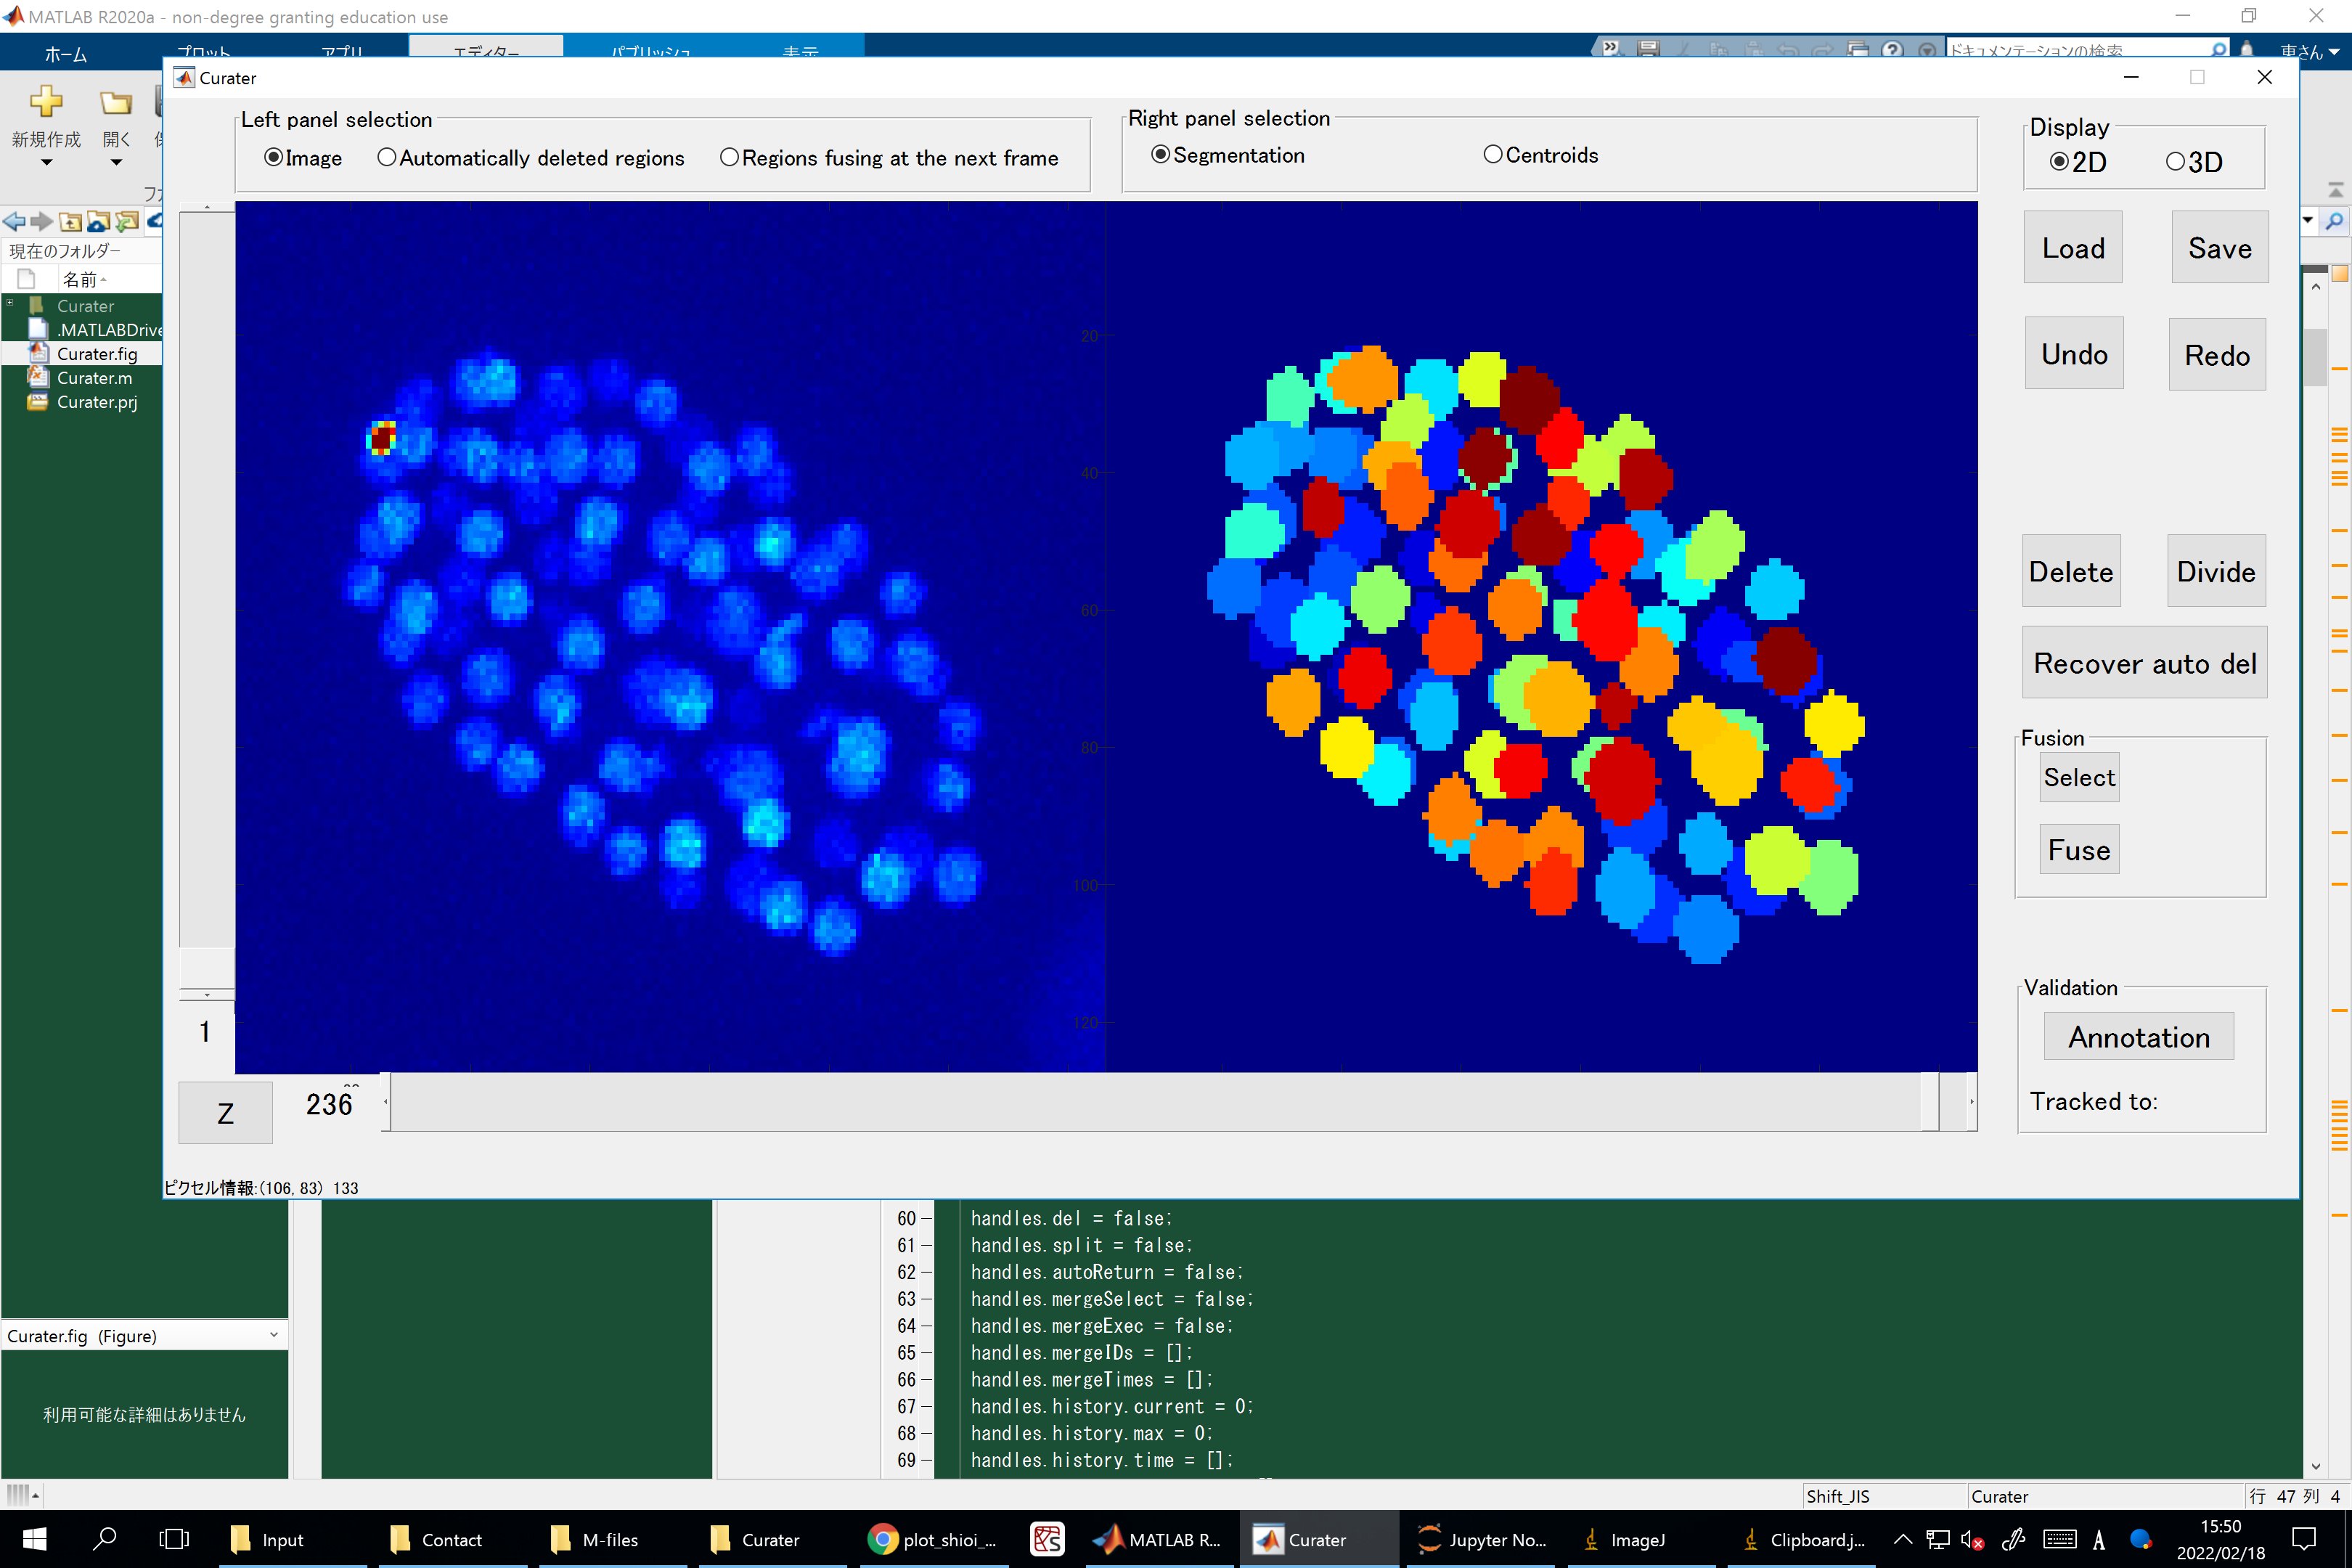 MATLAB R2020a - non-degree granting education use
ホーム プロット アプリ エディター パブリッシュ 表示
ドキュメンテーションの検索
新規作成 開く
現在のフォルダー
名前
Curater
.MATLABDrive
Curater.fig
Curater.m
Curater.prj
Curater
Left panel selection
Image Automatically deleted regions Regions fusing at the next frame
Right panel selection
Segmentation Centroids
Display
2D 3D
Load Save
Undo Redo
Delete Divide
Recover auto del
Fusion
Select
Fuse
Validation
Annotation
Tracked to:
20
40
60
80
100
120
1
Z
236
ピクセル情報:(106, 83) 133
60 handles.del = false;
61 handles.split = false;
62 handles.autoReturn = false;
63 handles.mergeSelect = false;
64 handles.mergeExec = false;
65 handles.mergeIDs = [];
66 handles.mergeTimes = [];
67 handles.history.current = 0;
68 handles.history.max = 0;
69 handles.history.time = [];
Curater.fig (Figure)
利用可能な詳細はありません
Shift_JIS Curater 行 47 列 4
Input Contact M-files Curater plot_shioi_... MATLAB R... Curater Jupyter No... ImageJ Clipboard.j... A
15:50
2022/02/18